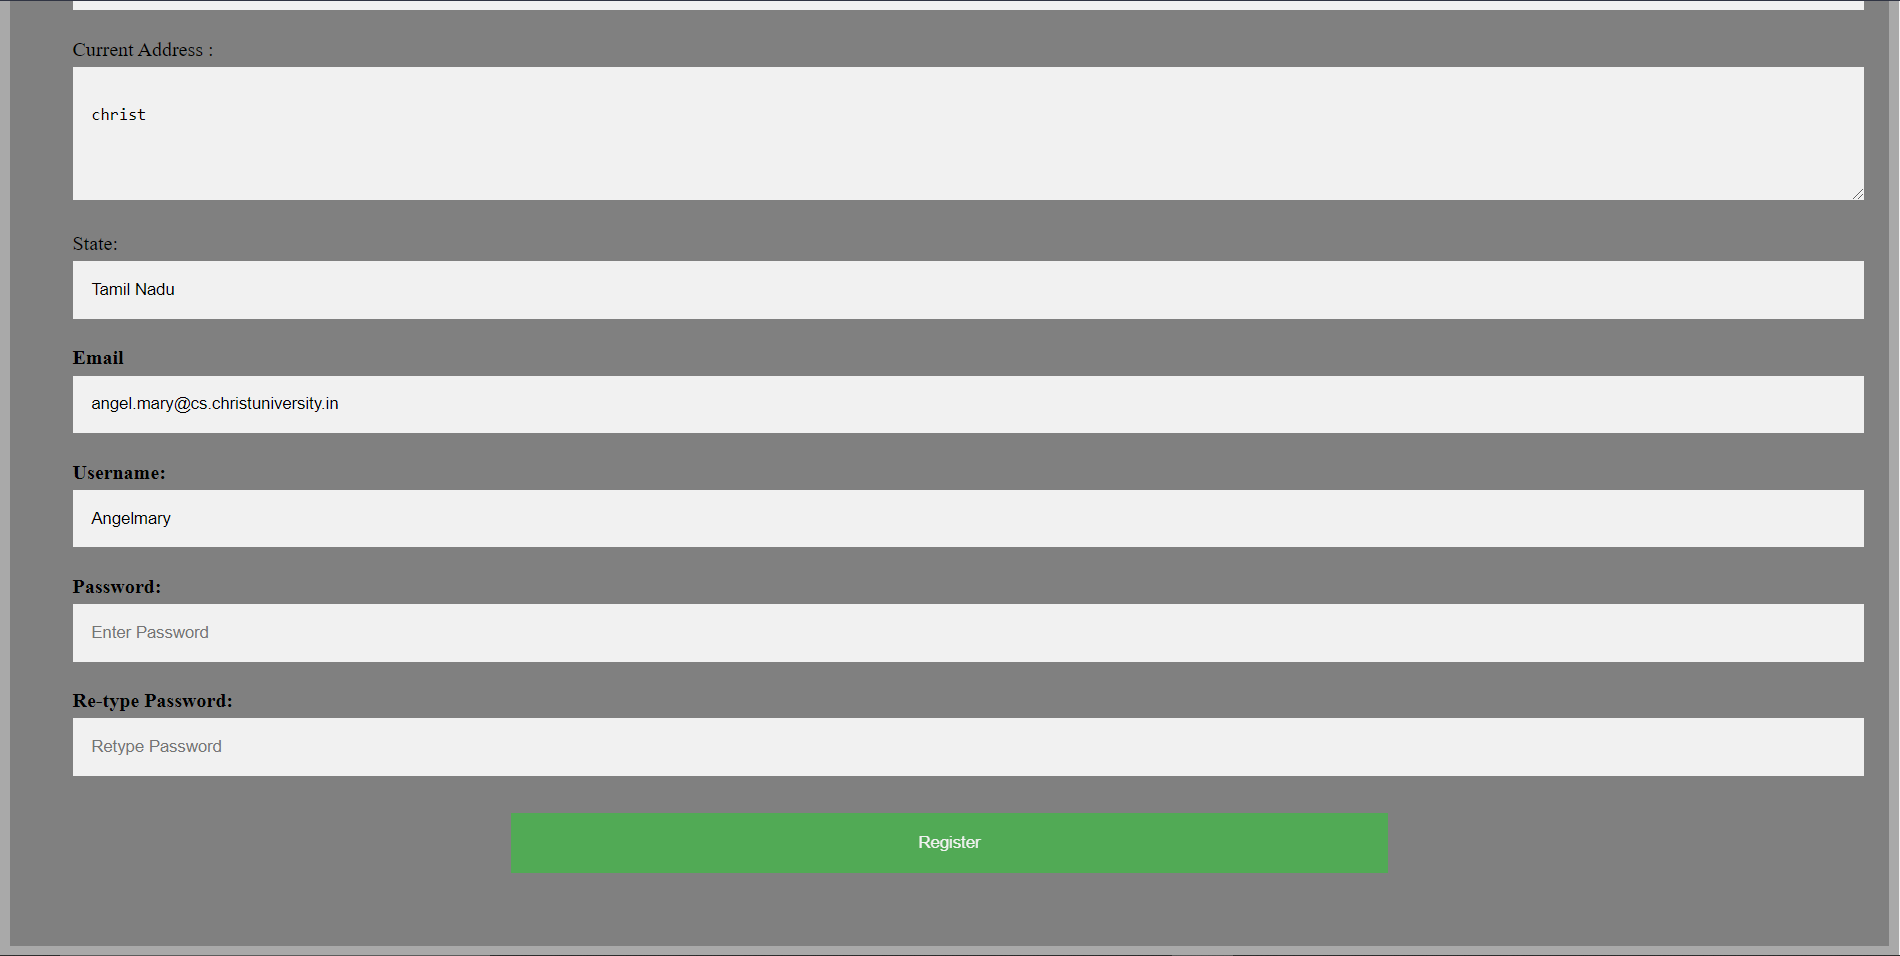 Current Address :
christ
State:
Tamil Nadu
Email
angel.mary@cs.christuniversity.in
Username:
Angelmary
Password:
Enter Password
Re-type Password:
Retype Password
Register